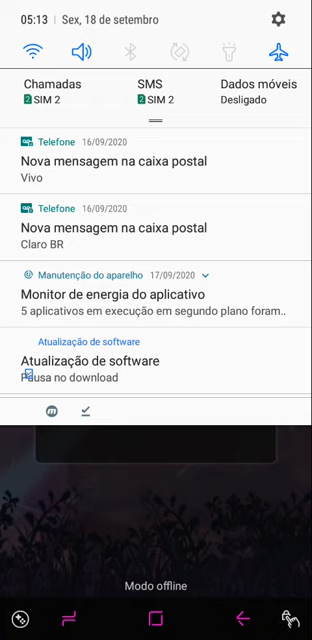 05:13 | Sex, 18 de setembro
Chamadas SMS Dados móveis
2 SIM 2 2 SIM 2 Desligado
Telefone 16/09/2020
Nova mensagem na caixa postal
Vivo
Telefone 16/09/2020
Nova mensagem na caixa postal
Claro BR
Manutenção do aparelho 17/09/2020
Monitor de energia do aplicativo
5 aplicativos em execução em segundo plano foram..
Atualização de software
Atualização de software
Pausa no download
m
Modo offline